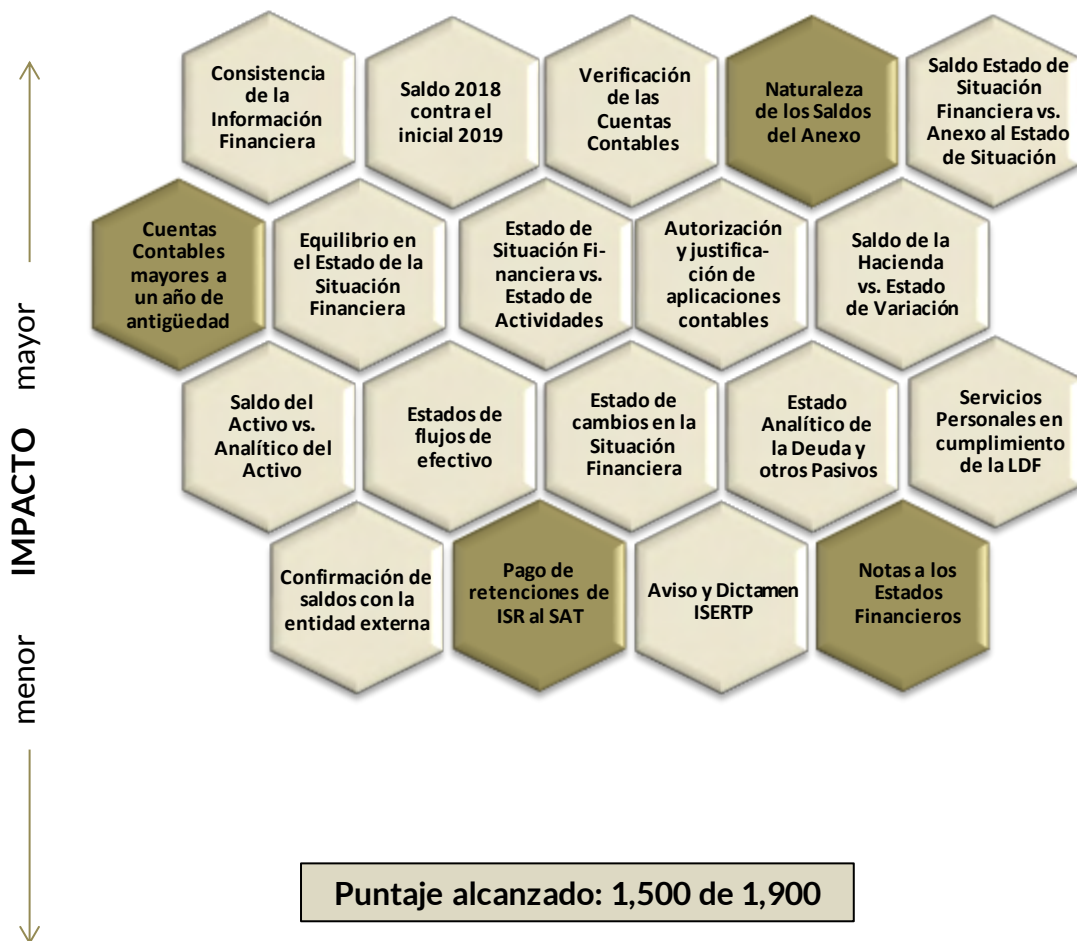 Consistencia
de la
Información
Financiera
Saldo 2018
contra el
inicial 2019
Verificación
de las
Cuentas
Contables
Naturaleza
de los Saldos
del Anexo
Saldo Estado de
Situación
Financiera vs.
Anexo al Estado
de Situación
Cuentas
Contables
mayores a
un año de
antigüedad
Equilibrio en
el Estado de la
Situación
Financiera
Estado de
Situación Fi-
nanciera vs.
Estado de
Actividades
Autorización
y justifica-
ción de
aplicaciones
contables
Saldo de la
Hacienda
vs. Estado
de Variación
Saldo del
Activo vs.
Analítico del
Activo
Estados de
flujos de
efectivo
Estado de
cambios en la
Situación
Financiera
Estado
Analítico de
la Deuda y
otros Pasivos
Servicios
Personales en
cumplimiento
de la LDF
Confirmación de
saldos con la
entidad externa
Pago de
retenciones de
ISR al SAT
Aviso y Dictamen
ISERTP
Notas a los
Estados
Financieros
menor IMPACTO mayor
Puntaje alcanzado: 1,500 de 1,900